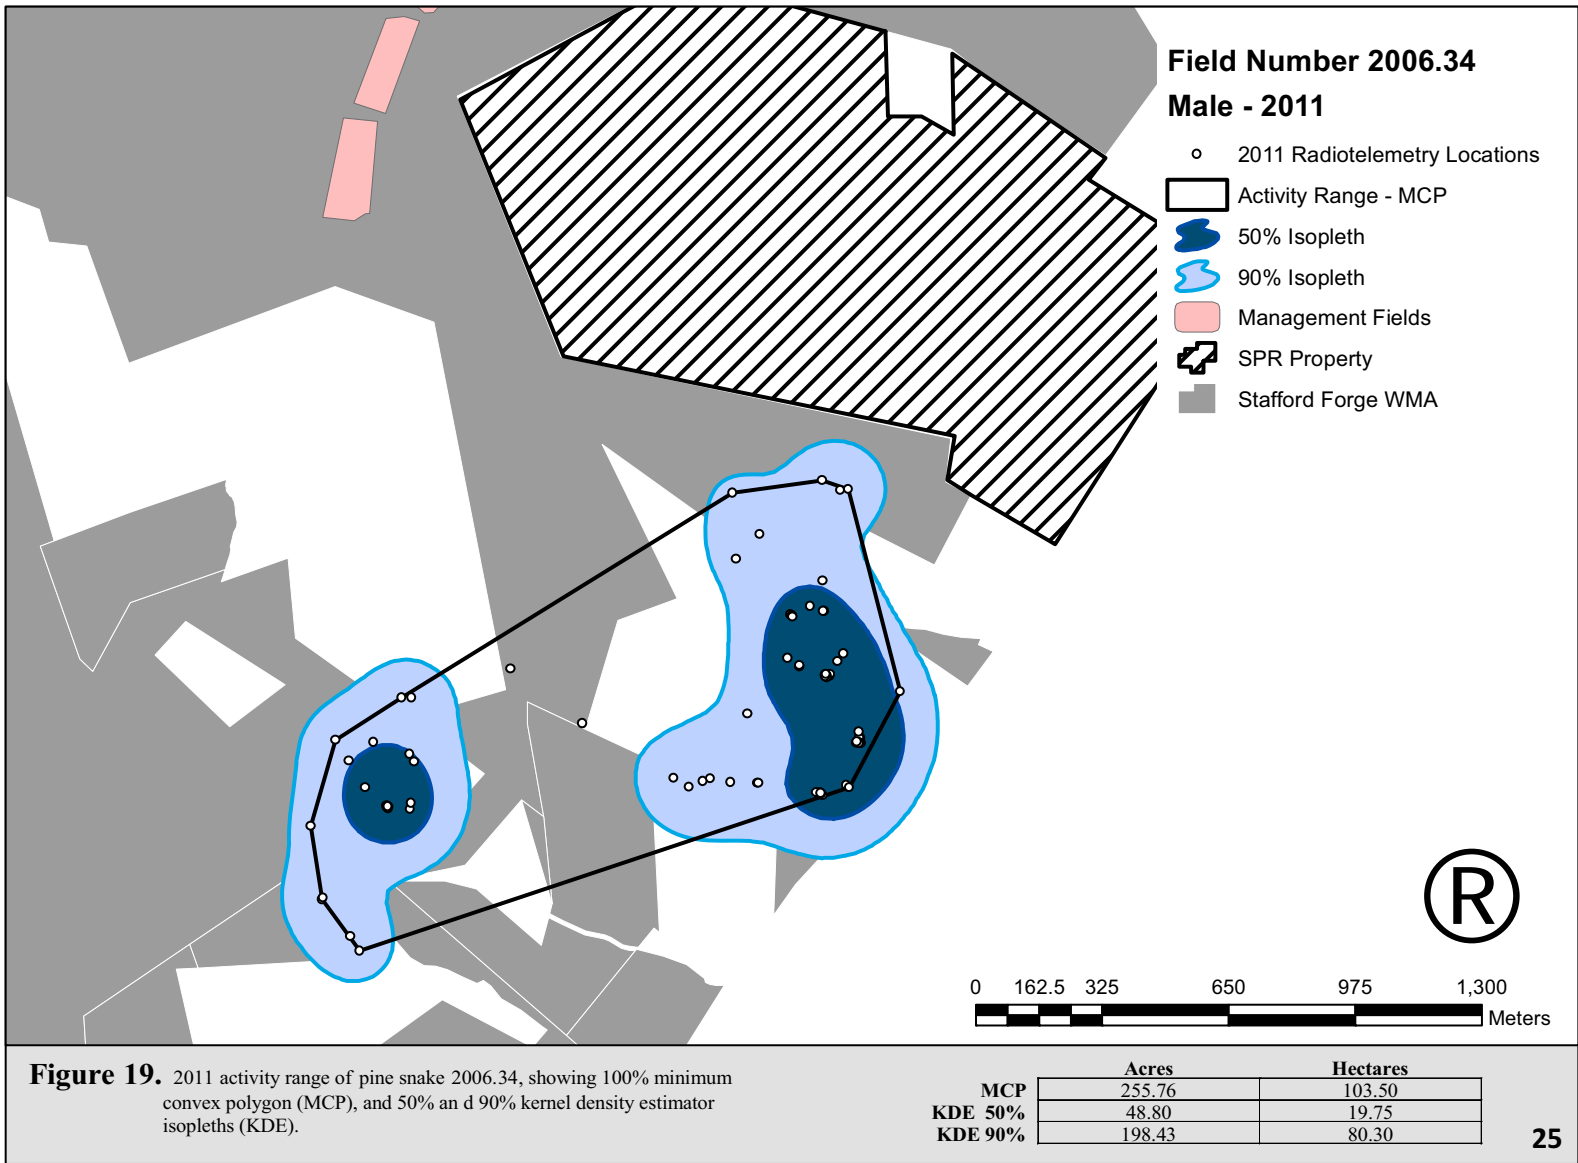 Field Number 2006.34
Male - 2011
2011 Radiotelemetry Locations
Activity Range - MCP
50% Isopleth
90% Isopleth
Management Fields
SPR Property
Stafford Forge WMA
®
0 162.5 325 650 975 1,300
Meters
Figure 19. 2011 activity range of pine snake 2006.34, showing 100% minimum
convex polygon (MCP), and 50% an d 90% kernel density estimator
isopleths (KDE).
Acres Hectares
MCP 255.76 103.50
KDE 50% 48.80 19.75
KDE 90% 198.43 80.30
25